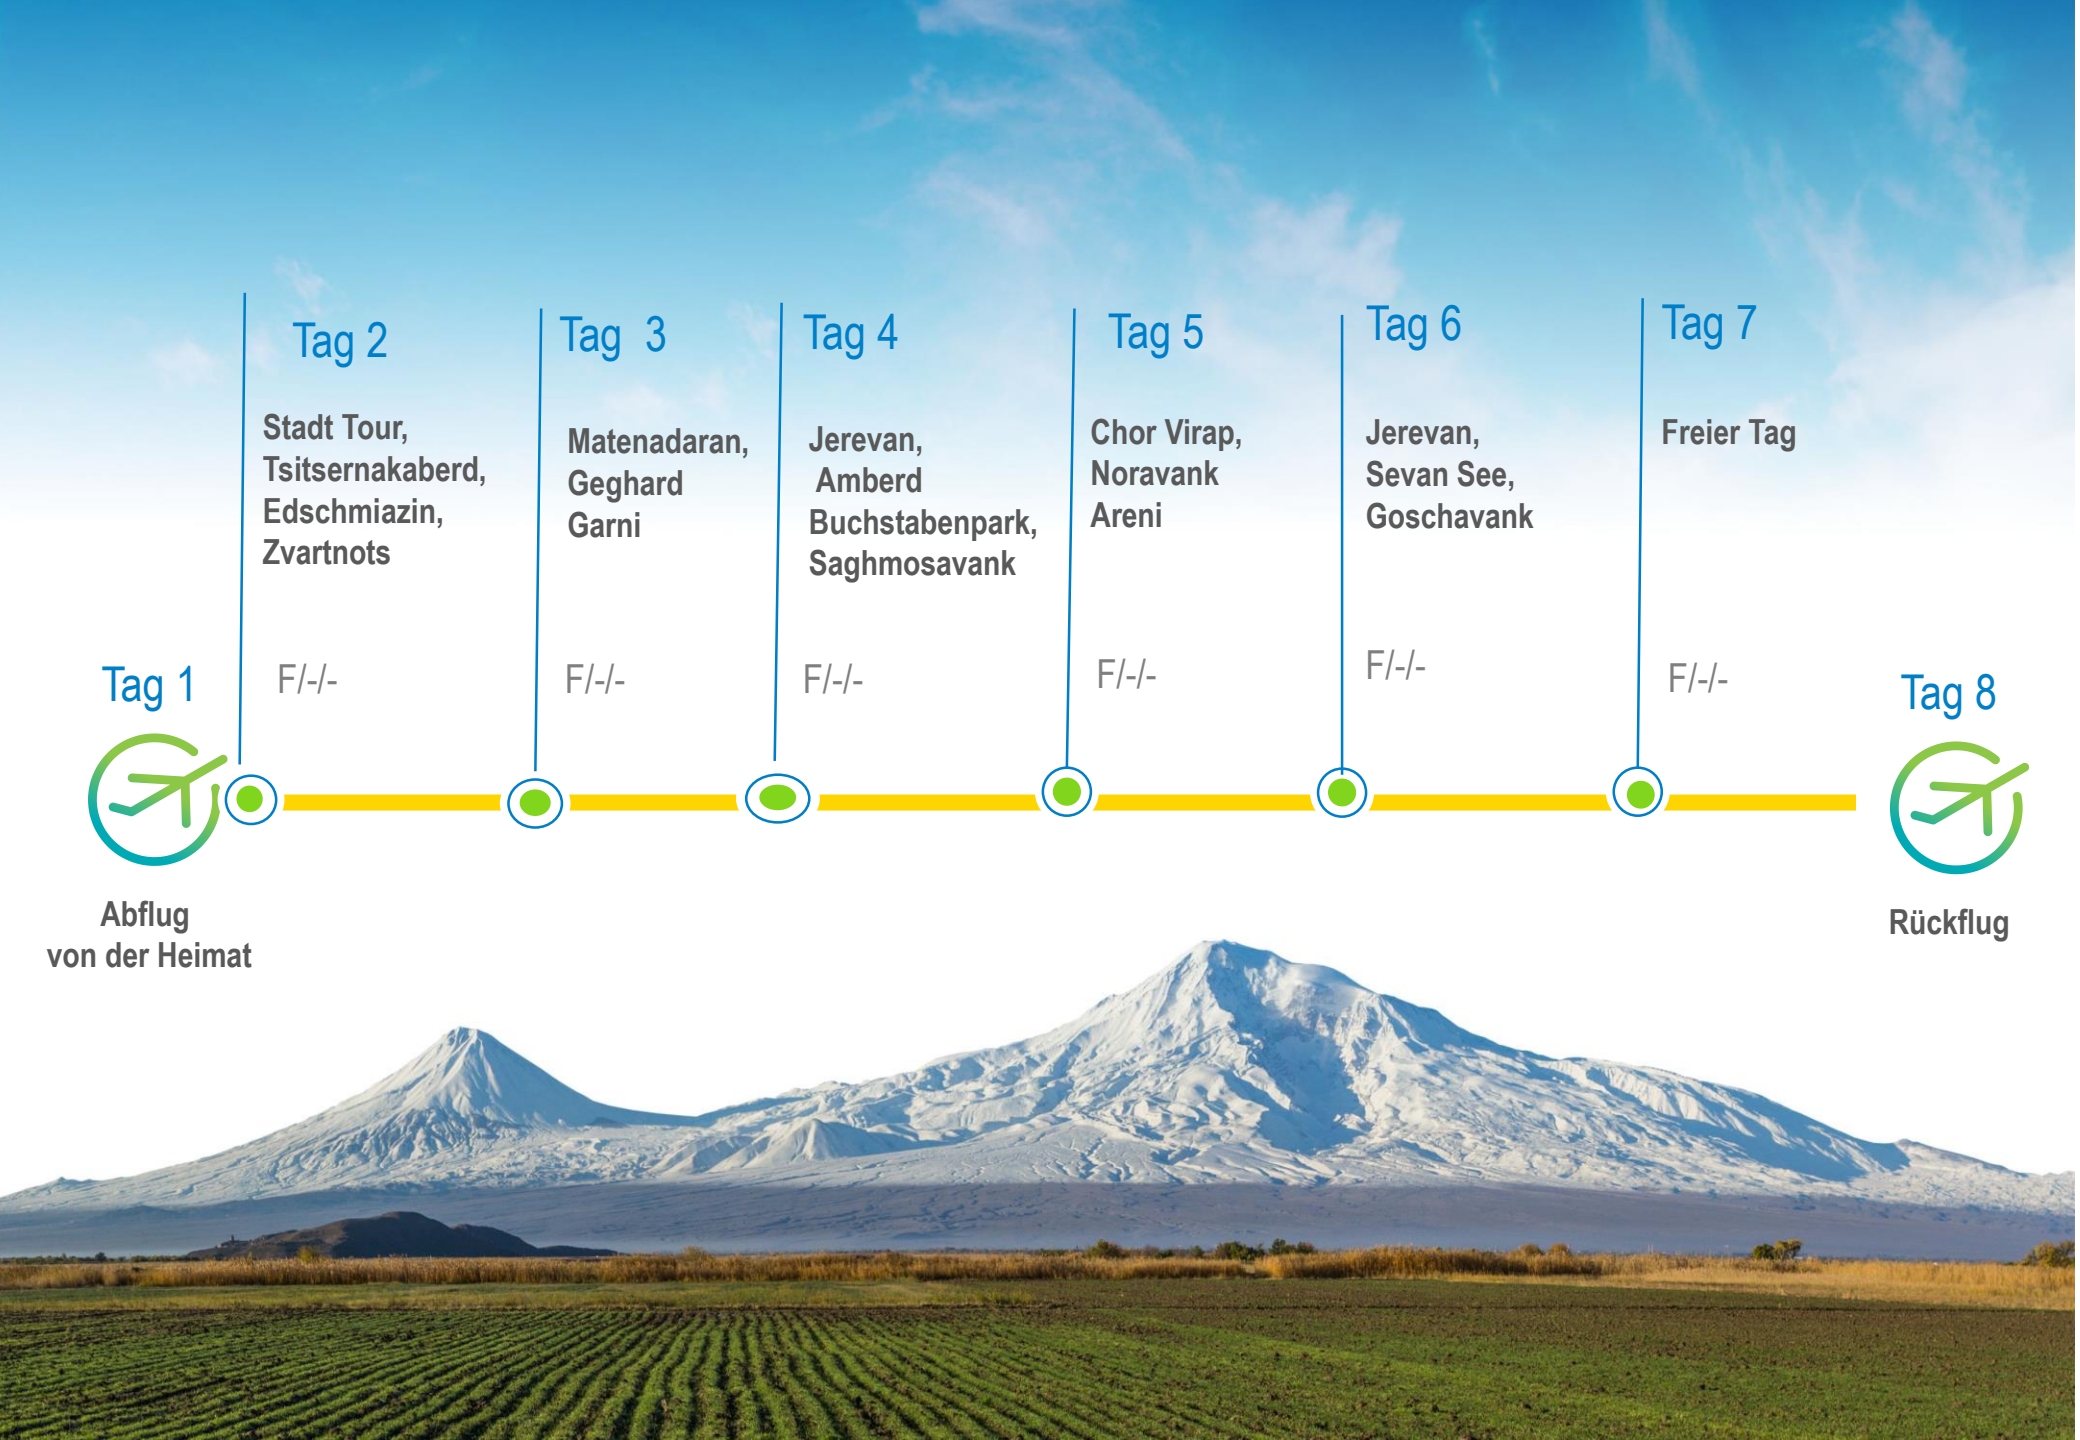 Tag 1
Abflug
von der Heimat
Tag 2
Stadt Tour,
Tsitsernakaberd,
Edschmiazin,
Zvartnots
F/-/-
Tag 3
Matenadaran,
Geghard
Garni
F/-/-
Tag 4
Jerevan,
Amberd
Buchstabenpark,
Saghmosavank
F/-/-
Tag 5
Chor Virap,
Noravank
Areni
F/-/-
Tag 6
Jerevan,
Sevan See,
Goschavank
F/-/-
Tag 7
Freier Tag
F/-/-
Tag 8
Rückflug